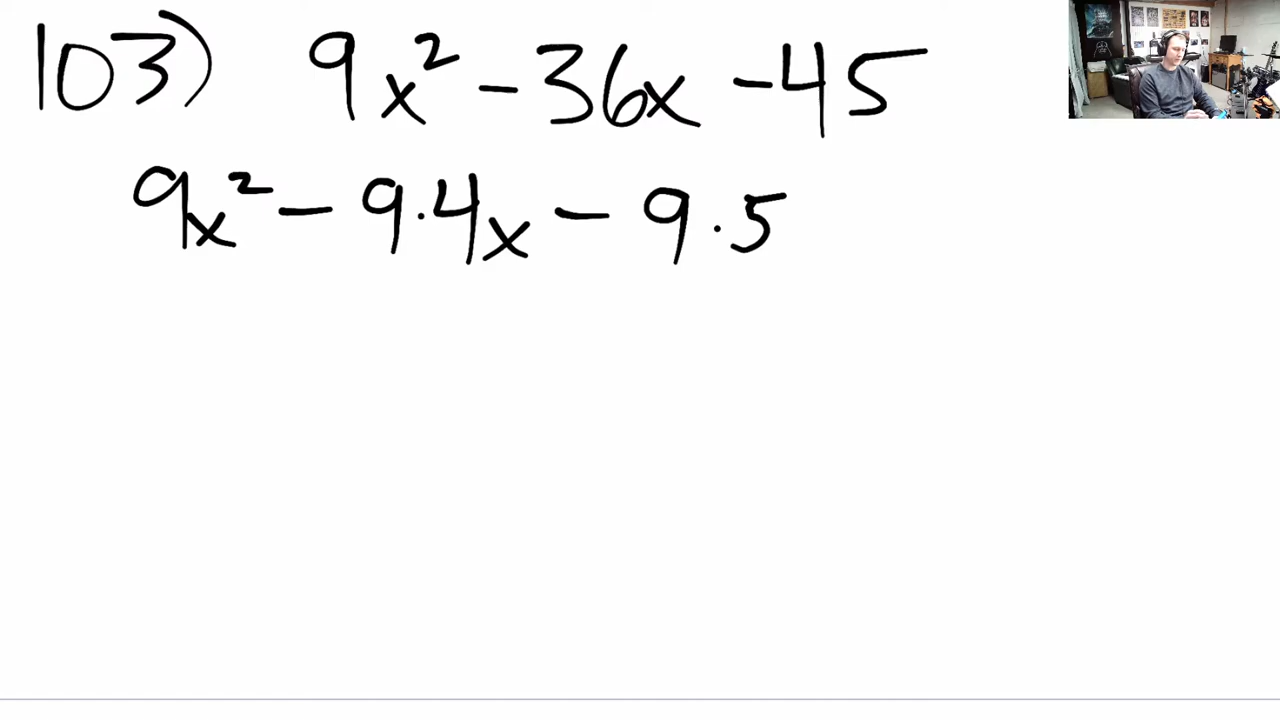 103) 9x² - 36x - 45
9x² - 9·4x - 9·5